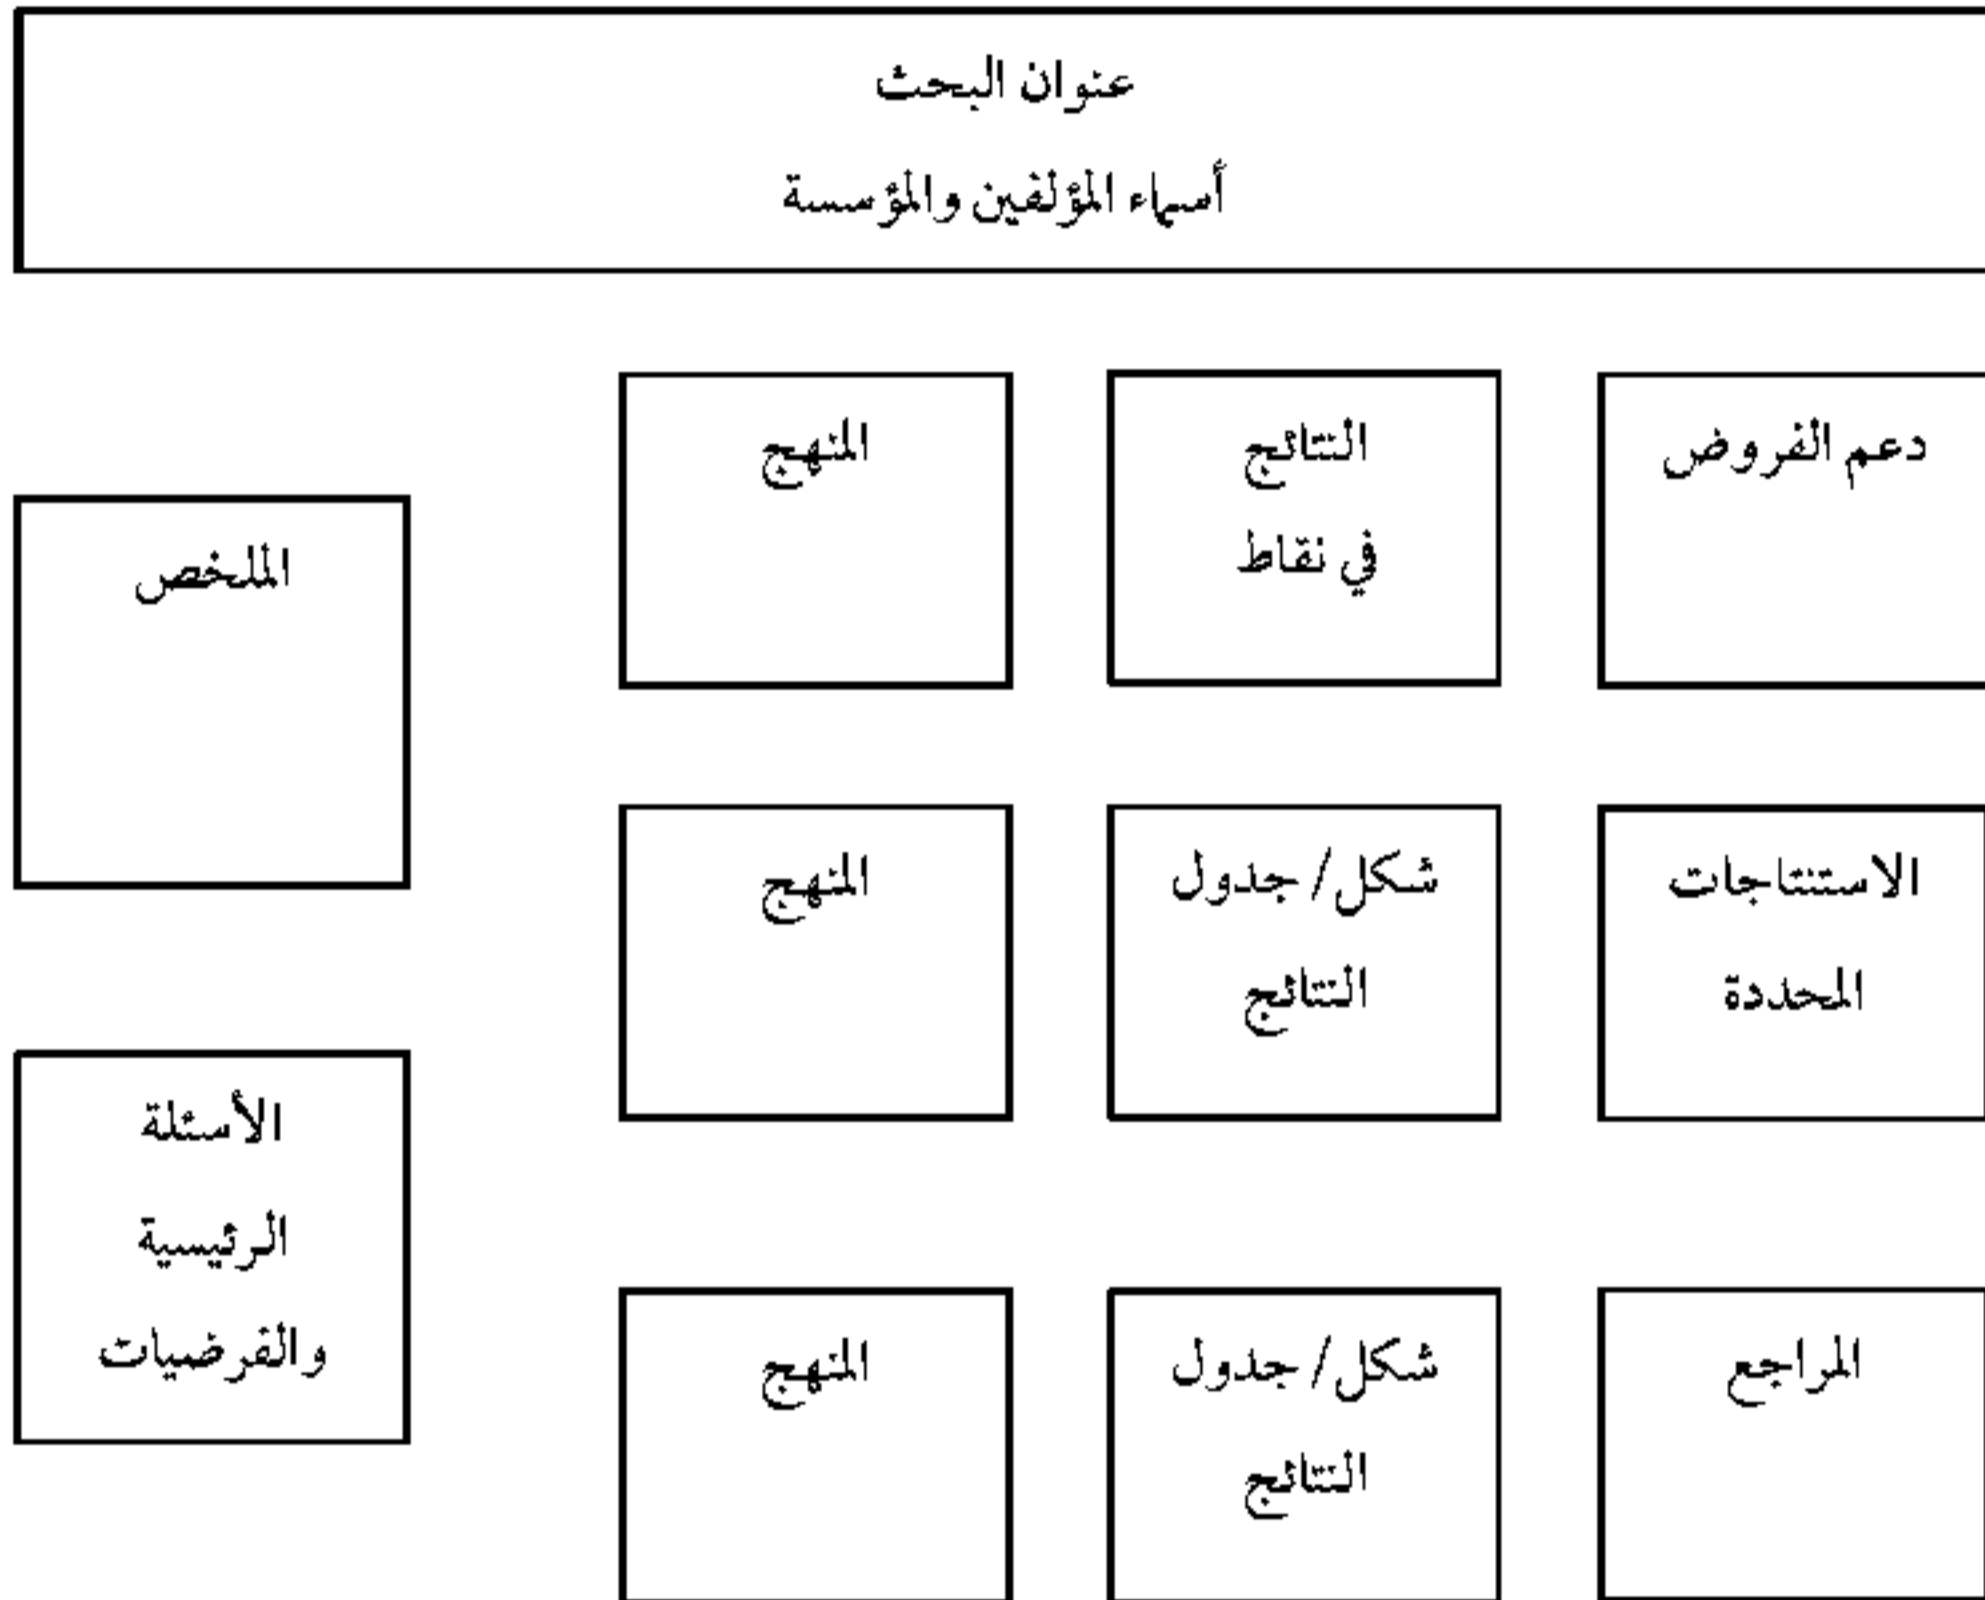 عنوان البحث
أسماء المؤلفين والمؤسسة
الملخص
الأسئلة
الرئيسية
والفرضيات
المنهج
المنهج
المنهج
النتائج
في نقاط
شكل/ جدول
النتائج
شكل/ جدول
النتائج
دعم الفروض
الاستنتاجات
المحددة
المراجع